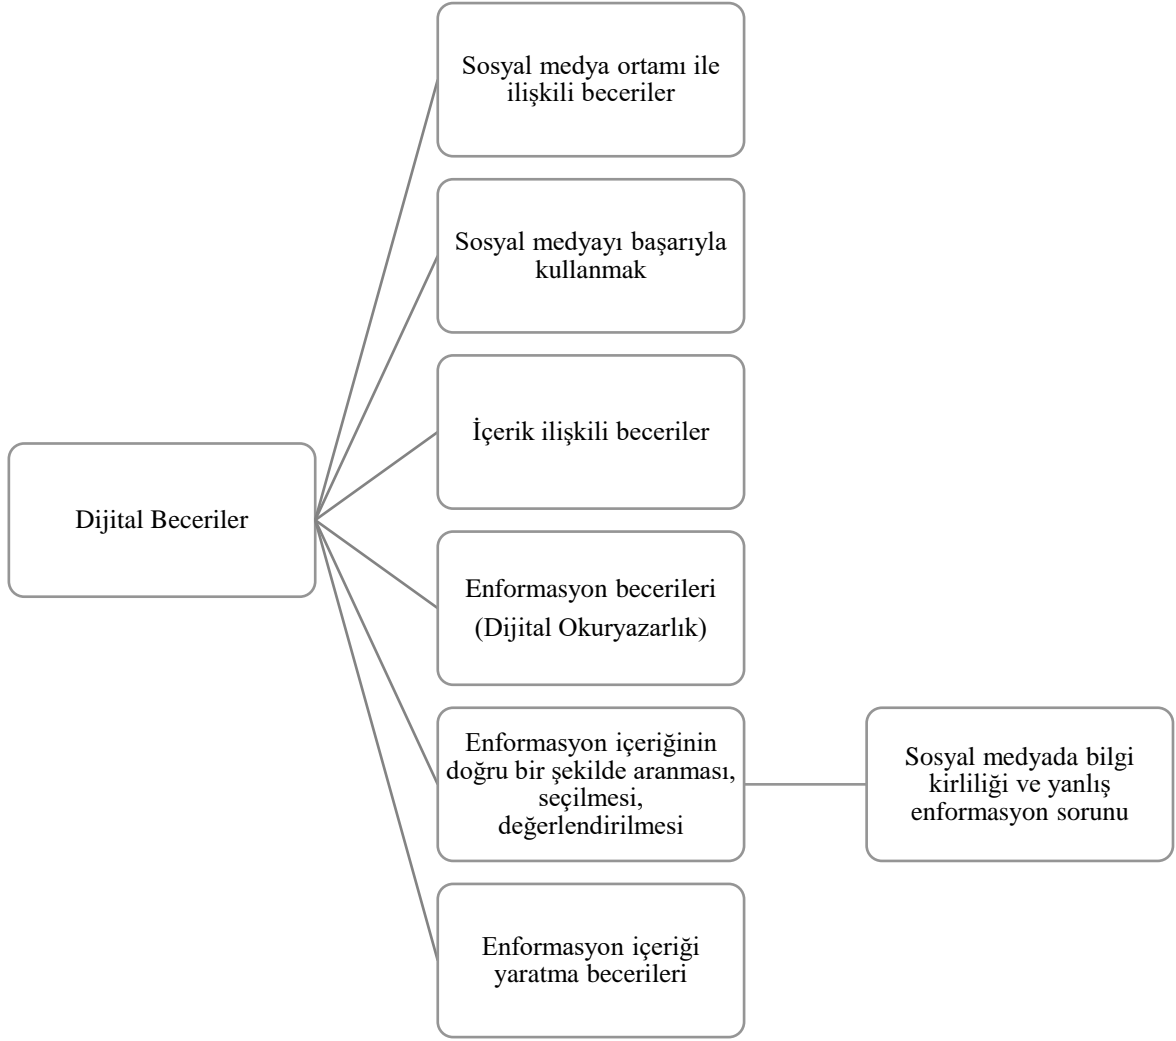 Sosyal medya ortamı ile
ilişkili beceriler
Sosyal medyayı başarıyla
kullanmak
İçerik ilişkili beceriler
Dijital Beceriler
Enformasyon becerileri
(Dijital Okuryazarlık)
Enformasyon içeriğinin
doğru bir şekilde aranması,
seçilmesi,
değerlendirilmesi
Sosyal medyada bilgi
kirliliği ve yanlış
enformasyon sorunu
Enformasyon içeriği
yaratma becerileri